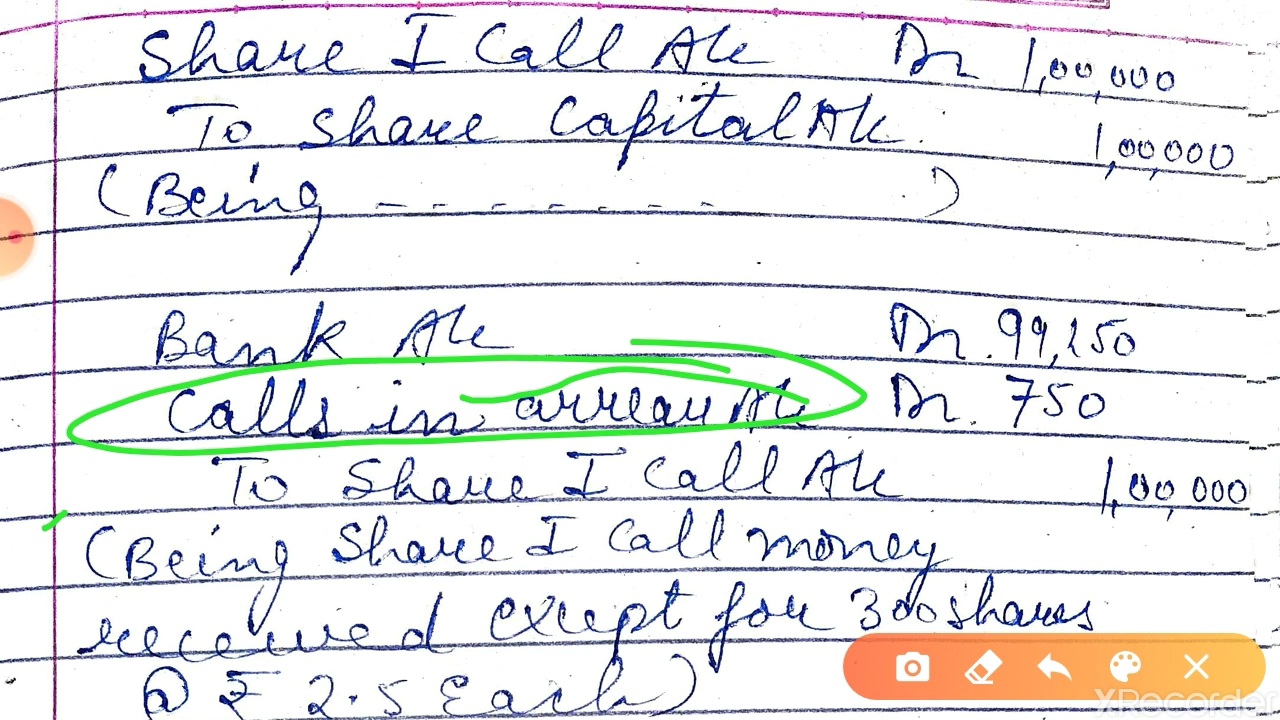 Share I Call A/c Dr 1,00,000
To Share Capital A/c. 1,00,000
(Being - - - - - - - - )
Bank A/c Dr. 99,250
Calls in arrear A/c Dr. 750
To Share I Call A/c 1,00,000
(Being Share I Call money
received except for 300 shares
@ ₹ 2.5 Each)
XRecorder